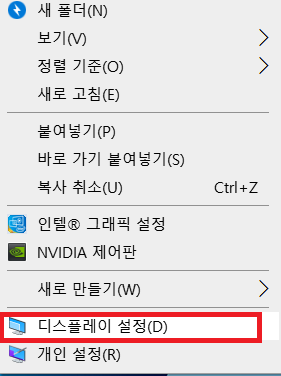 새 폴더(N)
보기(V)
정렬 기준(O)
새로 고침(E)
붙여넣기(P)
바로 가기 붙여넣기(S)
복사 취소(U) Ctrl+Z
인텔® 그래픽 설정
NVIDIA 제어판
새로 만들기(W)
디스플레이 설정(D)
개인 설정(R)